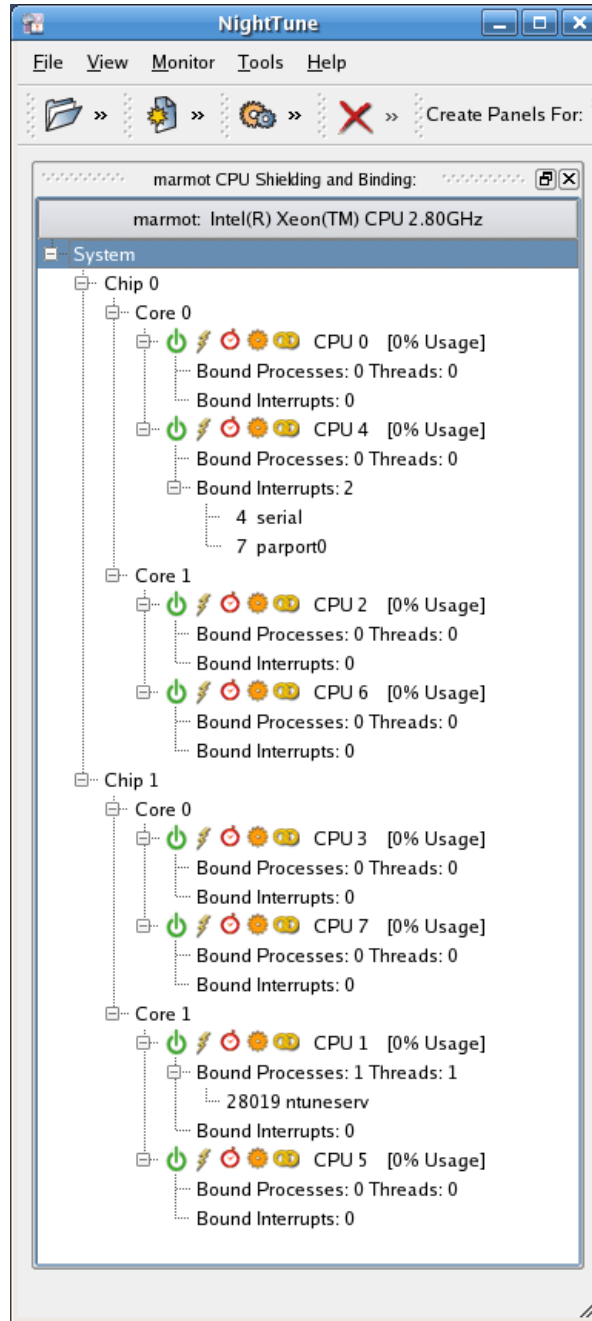 NightTune
File View Monitor Tools Help
» » » » Create Panels For:
marmot CPU Shielding and Binding:
marmot: Intel(R) Xeon(TM) CPU 2.80GHz
System
Chip 0
Core 0
CPU 0 [0% Usage]
Bound Processes: 0 Threads: 0
Bound Interrupts: 0
CPU 4 [0% Usage]
Bound Processes: 0 Threads: 0
Bound Interrupts: 2
4 serial
7 parport0
Core 1
CPU 2 [0% Usage]
Bound Processes: 0 Threads: 0
Bound Interrupts: 0
CPU 6 [0% Usage]
Bound Processes: 0 Threads: 0
Bound Interrupts: 0
Chip 1
Core 0
CPU 3 [0% Usage]
Bound Processes: 0 Threads: 0
Bound Interrupts: 0
CPU 7 [0% Usage]
Bound Processes: 0 Threads: 0
Bound Interrupts: 0
Core 1
CPU 1 [0% Usage]
Bound Processes: 1 Threads: 1
28019 ntuneserv
Bound Interrupts: 0
CPU 5 [0% Usage]
Bound Processes: 0 Threads: 0
Bound Interrupts: 0